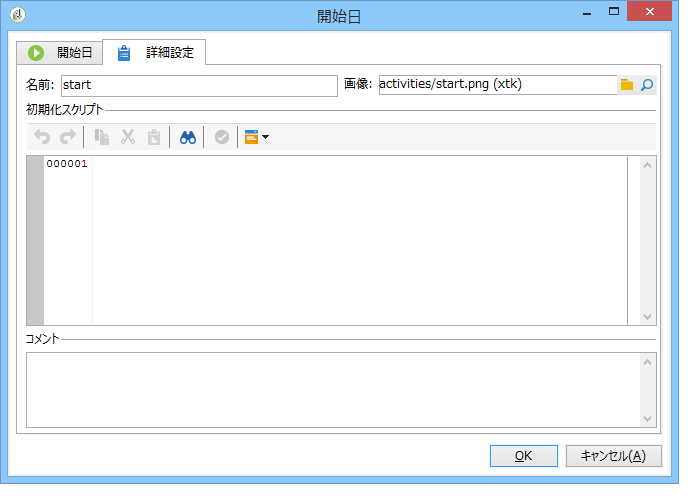 開始日
開始日 詳細設定
名前: start 画像: activities/start.png (xtk)
初期化スクリプト
000001
コメント
OK キャンセル(A)